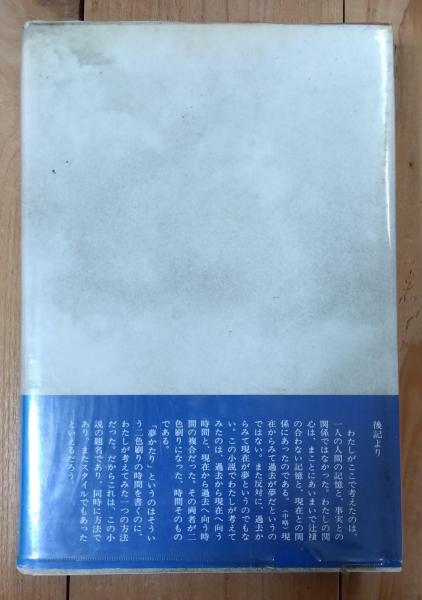 後記より
わたしがここで考えたのは、
一人の人間の記憶と、事実との
関係ではなかった。わたしの関
心は、まことにあいまいで辻褄
の合わない記憶と、現在との関
係にあったのである。（中略）現
在からみて過去が夢だというの
ではない。また反対に、過去か
らみて現在が夢というのでもな
い。この小説でわたしが考えて
みたのは、過去から現在へ向う
時間と、現在から過去へ向う時
間の複合だった。その両者が二
色刷りになった、時間そのもの
である。
「夢かたり」というのはそうい
う二色刷りの時間を書くのに、
わたしが考えてみた一つの方法
だった。だからこれは、この小
説の題名であり、同時に方法で
あり、またスタイルでもあった
といえるだろう。